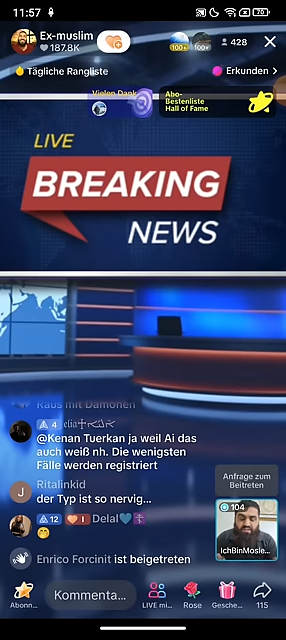 11:57
70
Ex-muslim
187.8K
100+
100+
428
Tägliche Rangliste
Erkunden
Vielen Dank
Abo-
Bestenliste
Hall of Fame
LIVE
BREAKING
NEWS
Raus mit Dämonen
4
@Kenan Tuerkan ja weil Ai das
auch weiß nh. Die wenigsten
Fälle werden registriert
J
Ritalinkid
der Typ ist so nervig...
12
I
Delal
Enrico Forcinit ist beigetreten
Anfrage zum
Beitreten
104
IchBinMosle...
Abonn...
Kommenta...
LIVE mi...
Rose
Gesche...
115